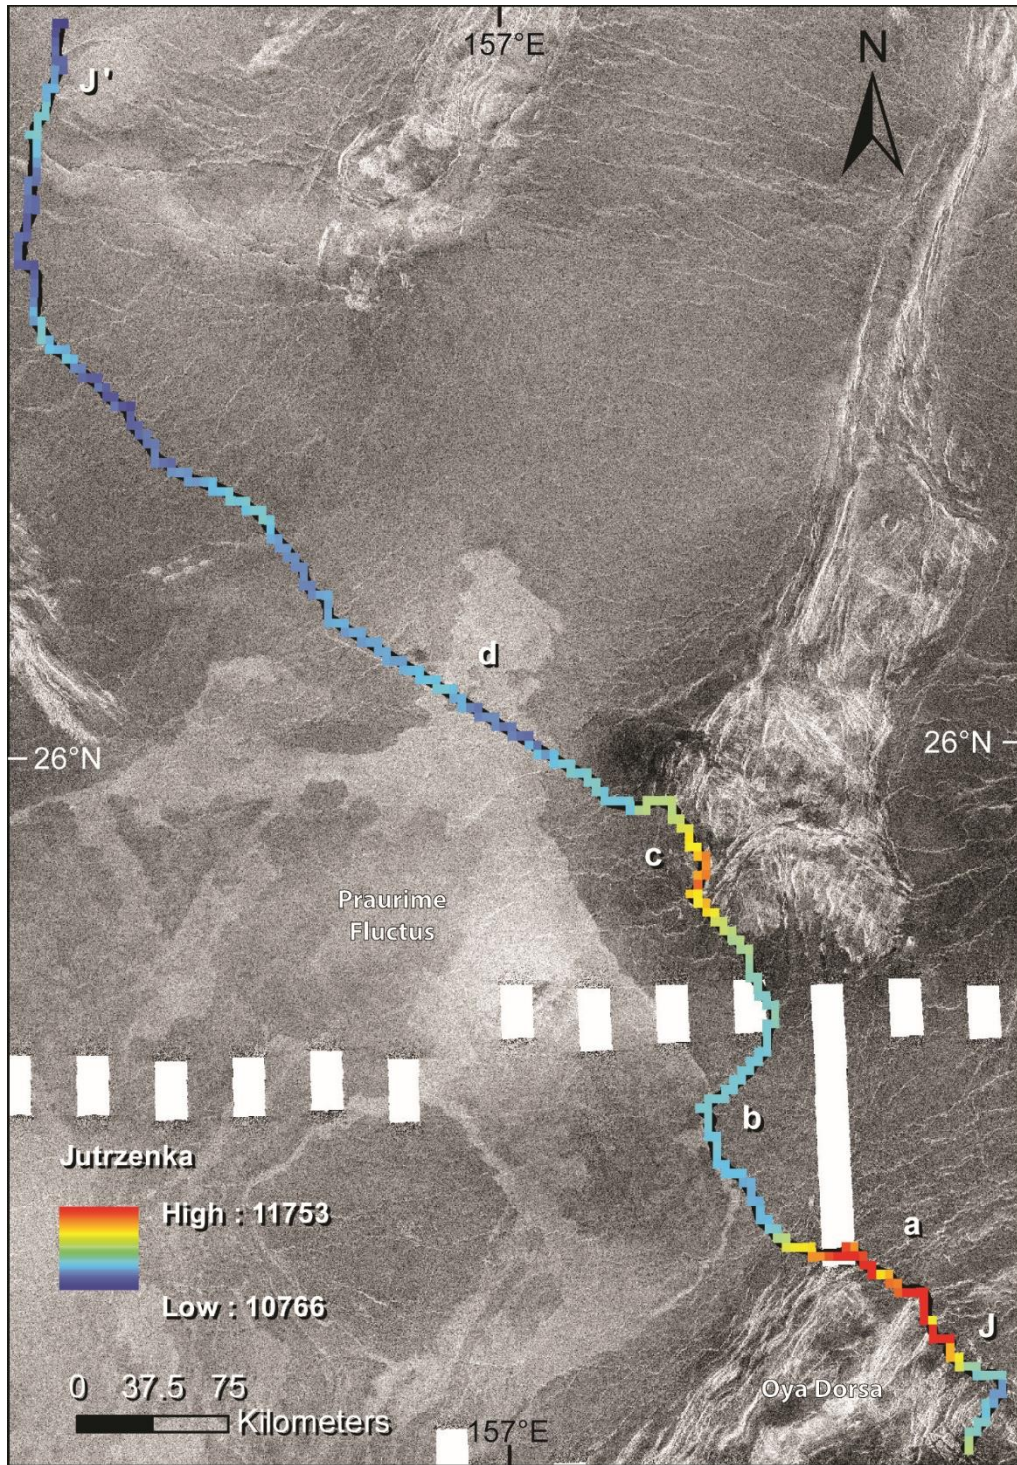 157°E
N
J'
d
26°N
26°N
c
Praurime
Fluctus
b
Jutrzenka
High : 11753
Low : 10766
a
J
0 37.5 75
Kilometers
Oya Dorsa
157°E